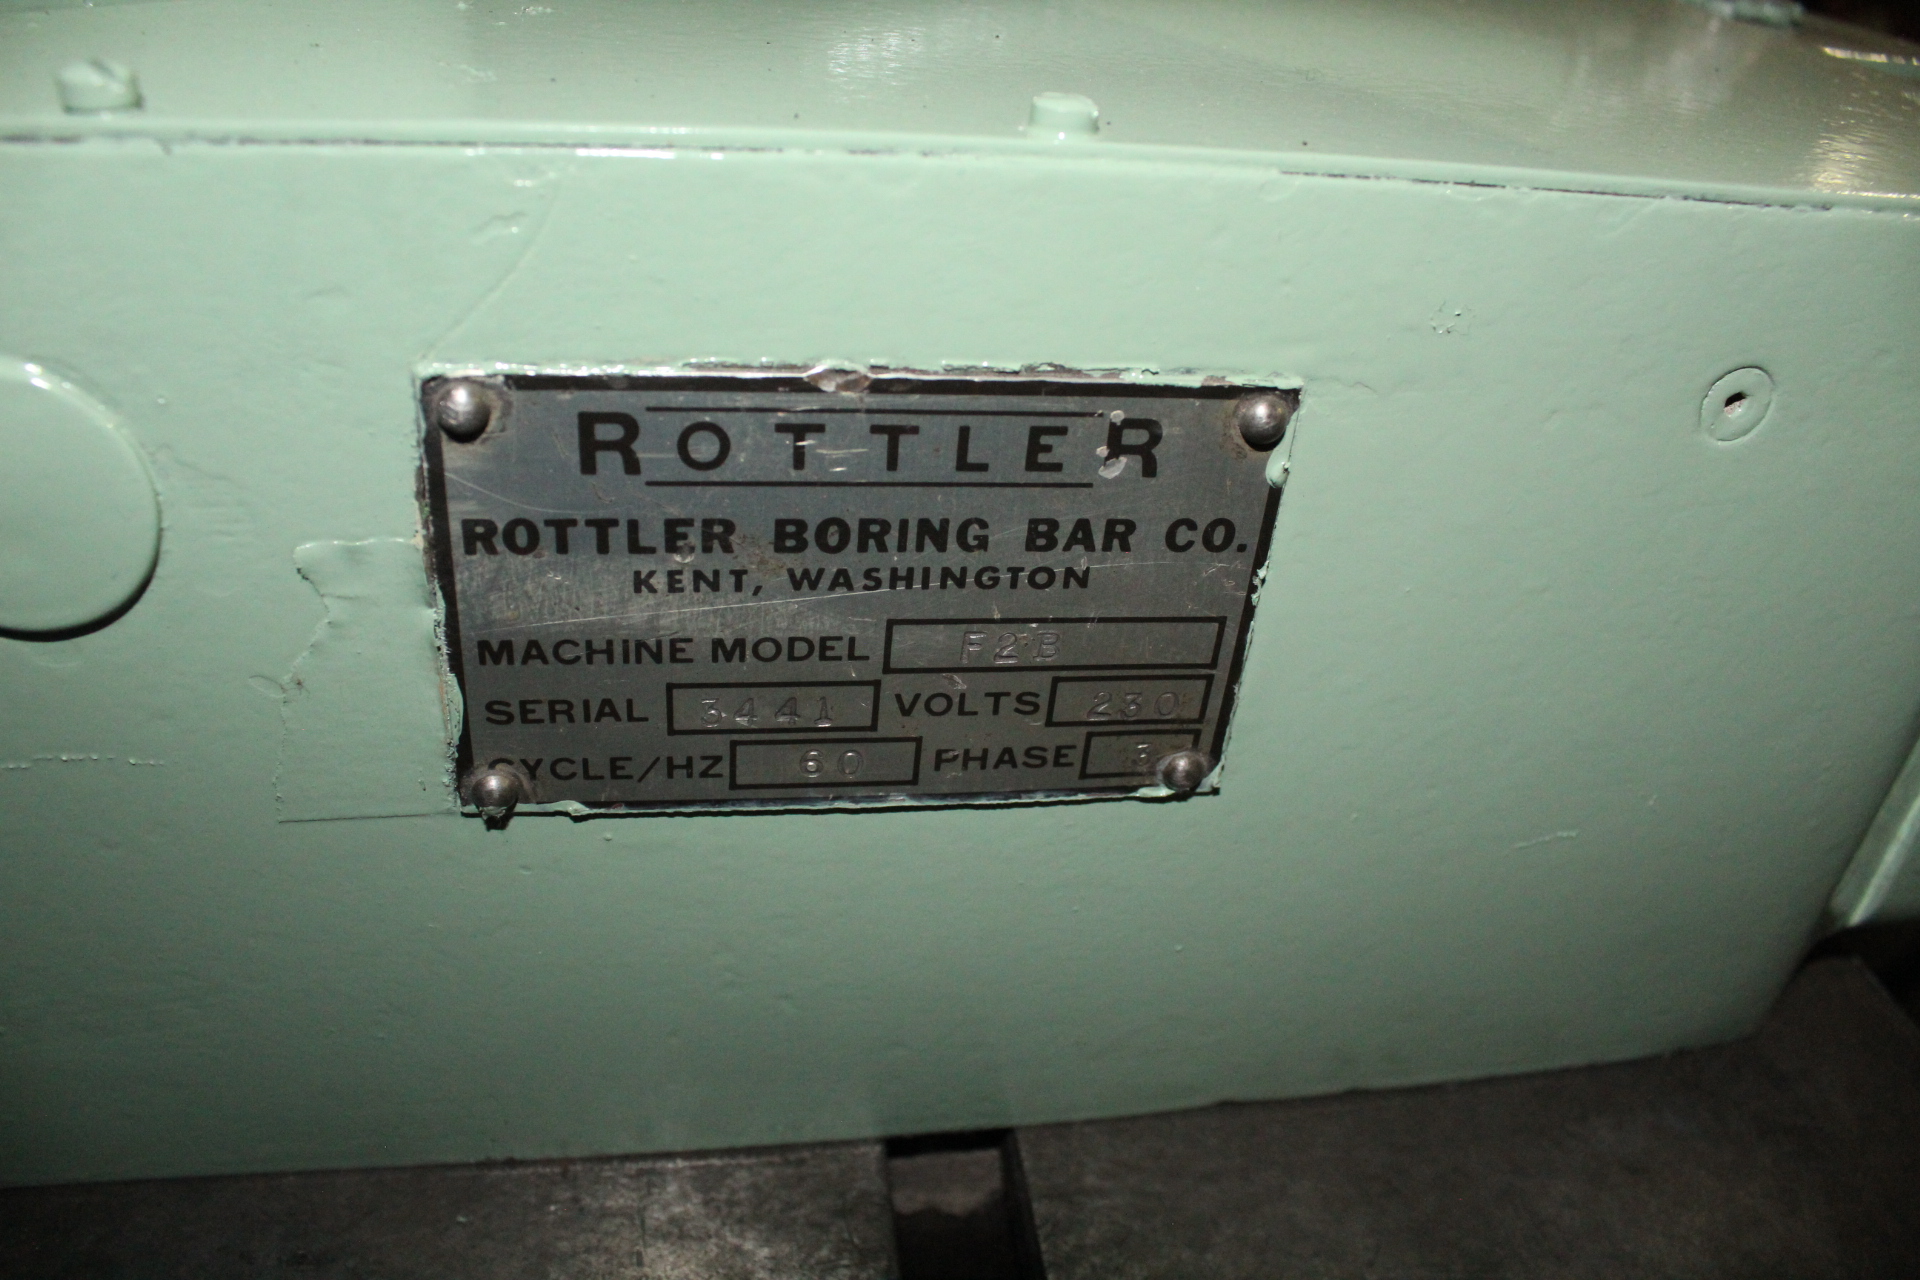 ROTTLER
ROTTLER BORING BAR CO.
KENT, WASHINGTON
MACHINE MODEL F2B
SERIAL 3441 VOLTS 230
CYCLE/HZ 60 PHASE 3